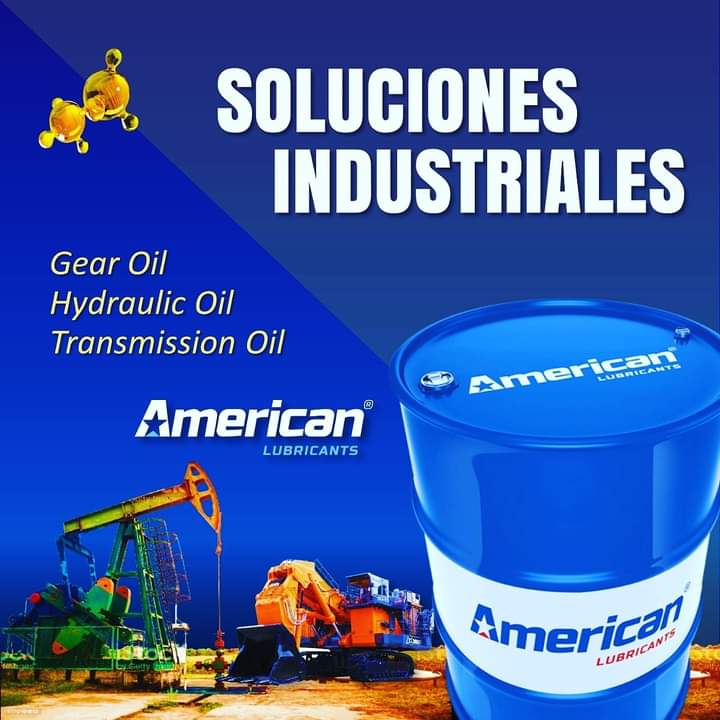 SOLUCIONES
INDUSTRIALES
Gear Oil
Hydraulic Oil
Transmission Oil
American®
LUBRICANTS
American®
LUBRICANTS
American®
LUBRICANTS